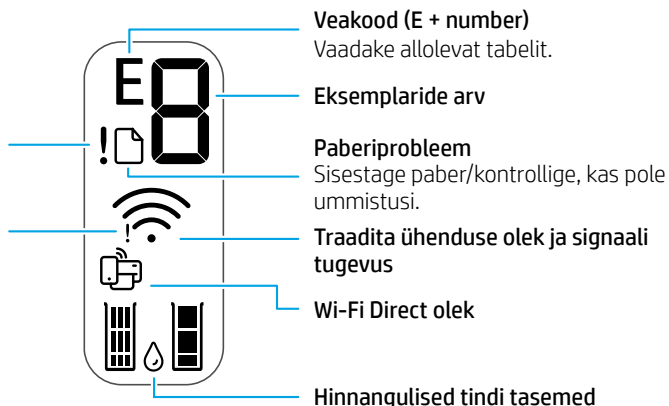 Veakood (E + number)
Vaadake allolevat tabelit.
E8
Eksemplaride arv
!
Paberiprobleem
Sisestage paber/kontrollige, kas pole
ummistusi.
!
Traadita ühenduse olek ja signaali
tugevus
Wi-Fi Direct olek
Hinnangulised tindi tasemed